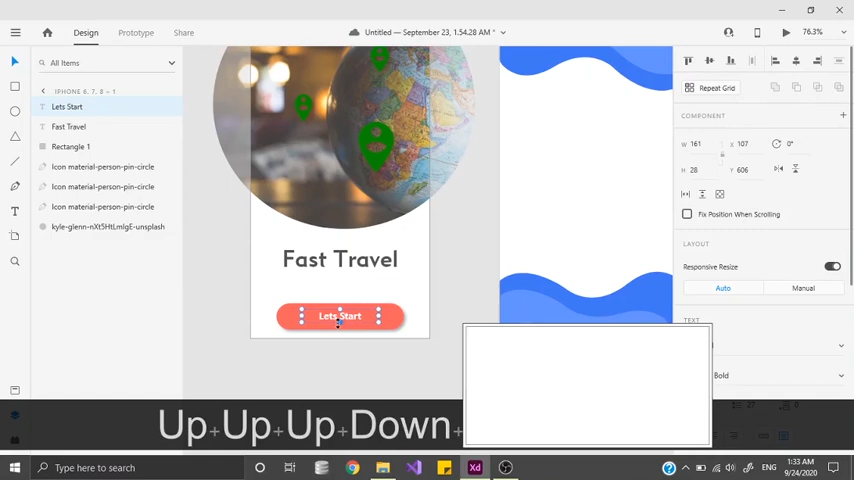 Design
Prototype
Share
Untitled — September 23, 1.54.28 AM *
76.3%
All Items
IPHONE 6, 7, 8 – 1
Lets Start
Fast Travel
Rectangle 1
Icon material-person-pin-circle
Icon material-person-pin-circle
Icon material-person-pin-circle
kyle-glenn-nXt5HtLmlgE-unsplash
Fast Travel
Lets Start
Repeat Grid
COMPONENT
W 161 X 107 0°
H 28 Y 606
Fix Position When Scrolling
LAYOUT
Responsive Resize
Auto Manual
TEXT
Bold
27 0
Up+Up+Up+Down+
Type here to search
Xd
ENG
1:33 AM
9/24/2020